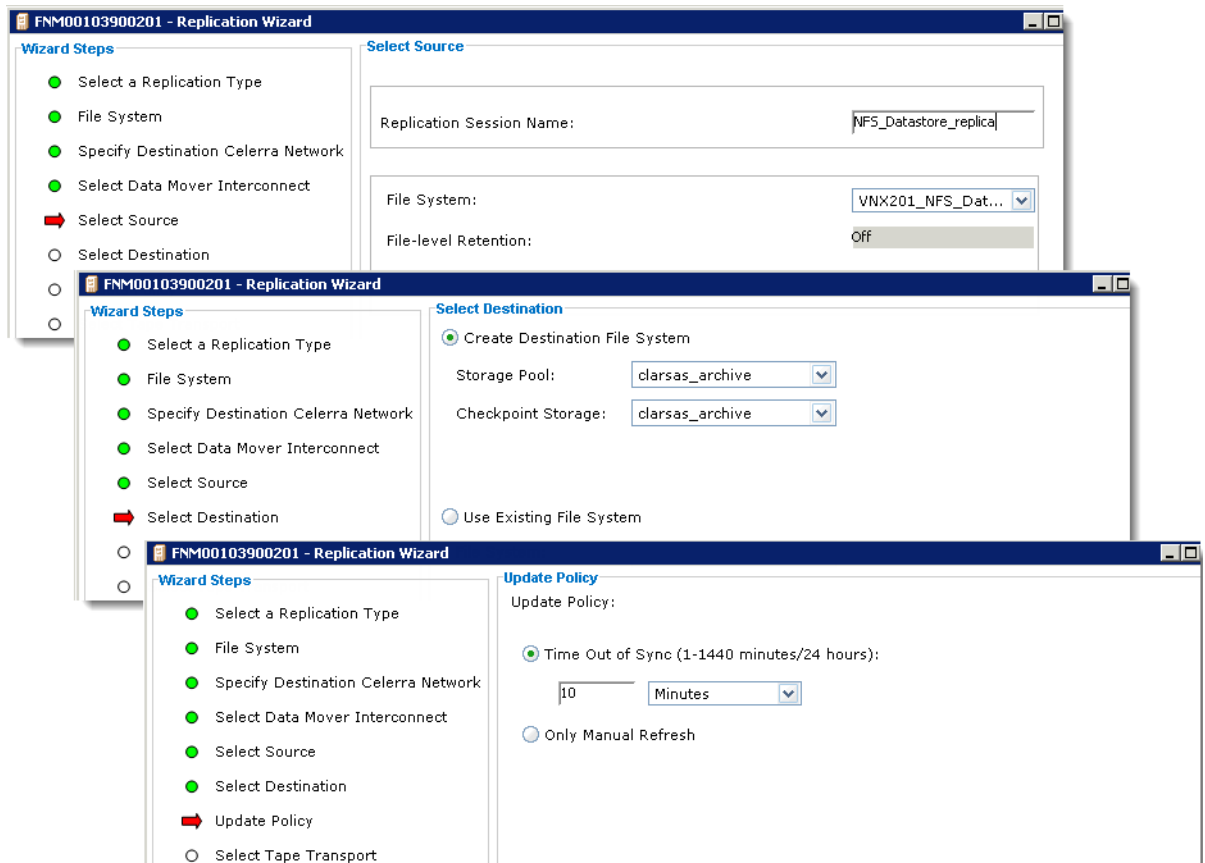 FNM00103900201 - Replication Wizard
Wizard Steps
Select a Replication Type
File System
Specify Destination Celerra Network
Select Data Mover Interconnect
Select Source
Select Destination
Select Source
Replication Session Name:
NFS_Datastore_replica
File System:
VNX201_NFS_Dat...
File-level Retention:
Off
FNM00103900201 - Replication Wizard
Wizard Steps
Select a Replication Type
File System
Specify Destination Celerra Network
Select Data Mover Interconnect
Select Source
Select Destination
Select Destination
Create Destination File System
Storage Pool:
clarsas_archive
Checkpoint Storage:
clarsas_archive
Use Existing File System
FNM00103900201 - Replication Wizard
Wizard Steps
Select a Replication Type
File System
Specify Destination Celerra Network
Select Data Mover Interconnect
Select Source
Select Destination
Update Policy
Select Tape Transport
Update Policy
Update Policy:
Time Out of Sync (1-1440 minutes/24 hours):
10
Minutes
Only Manual Refresh